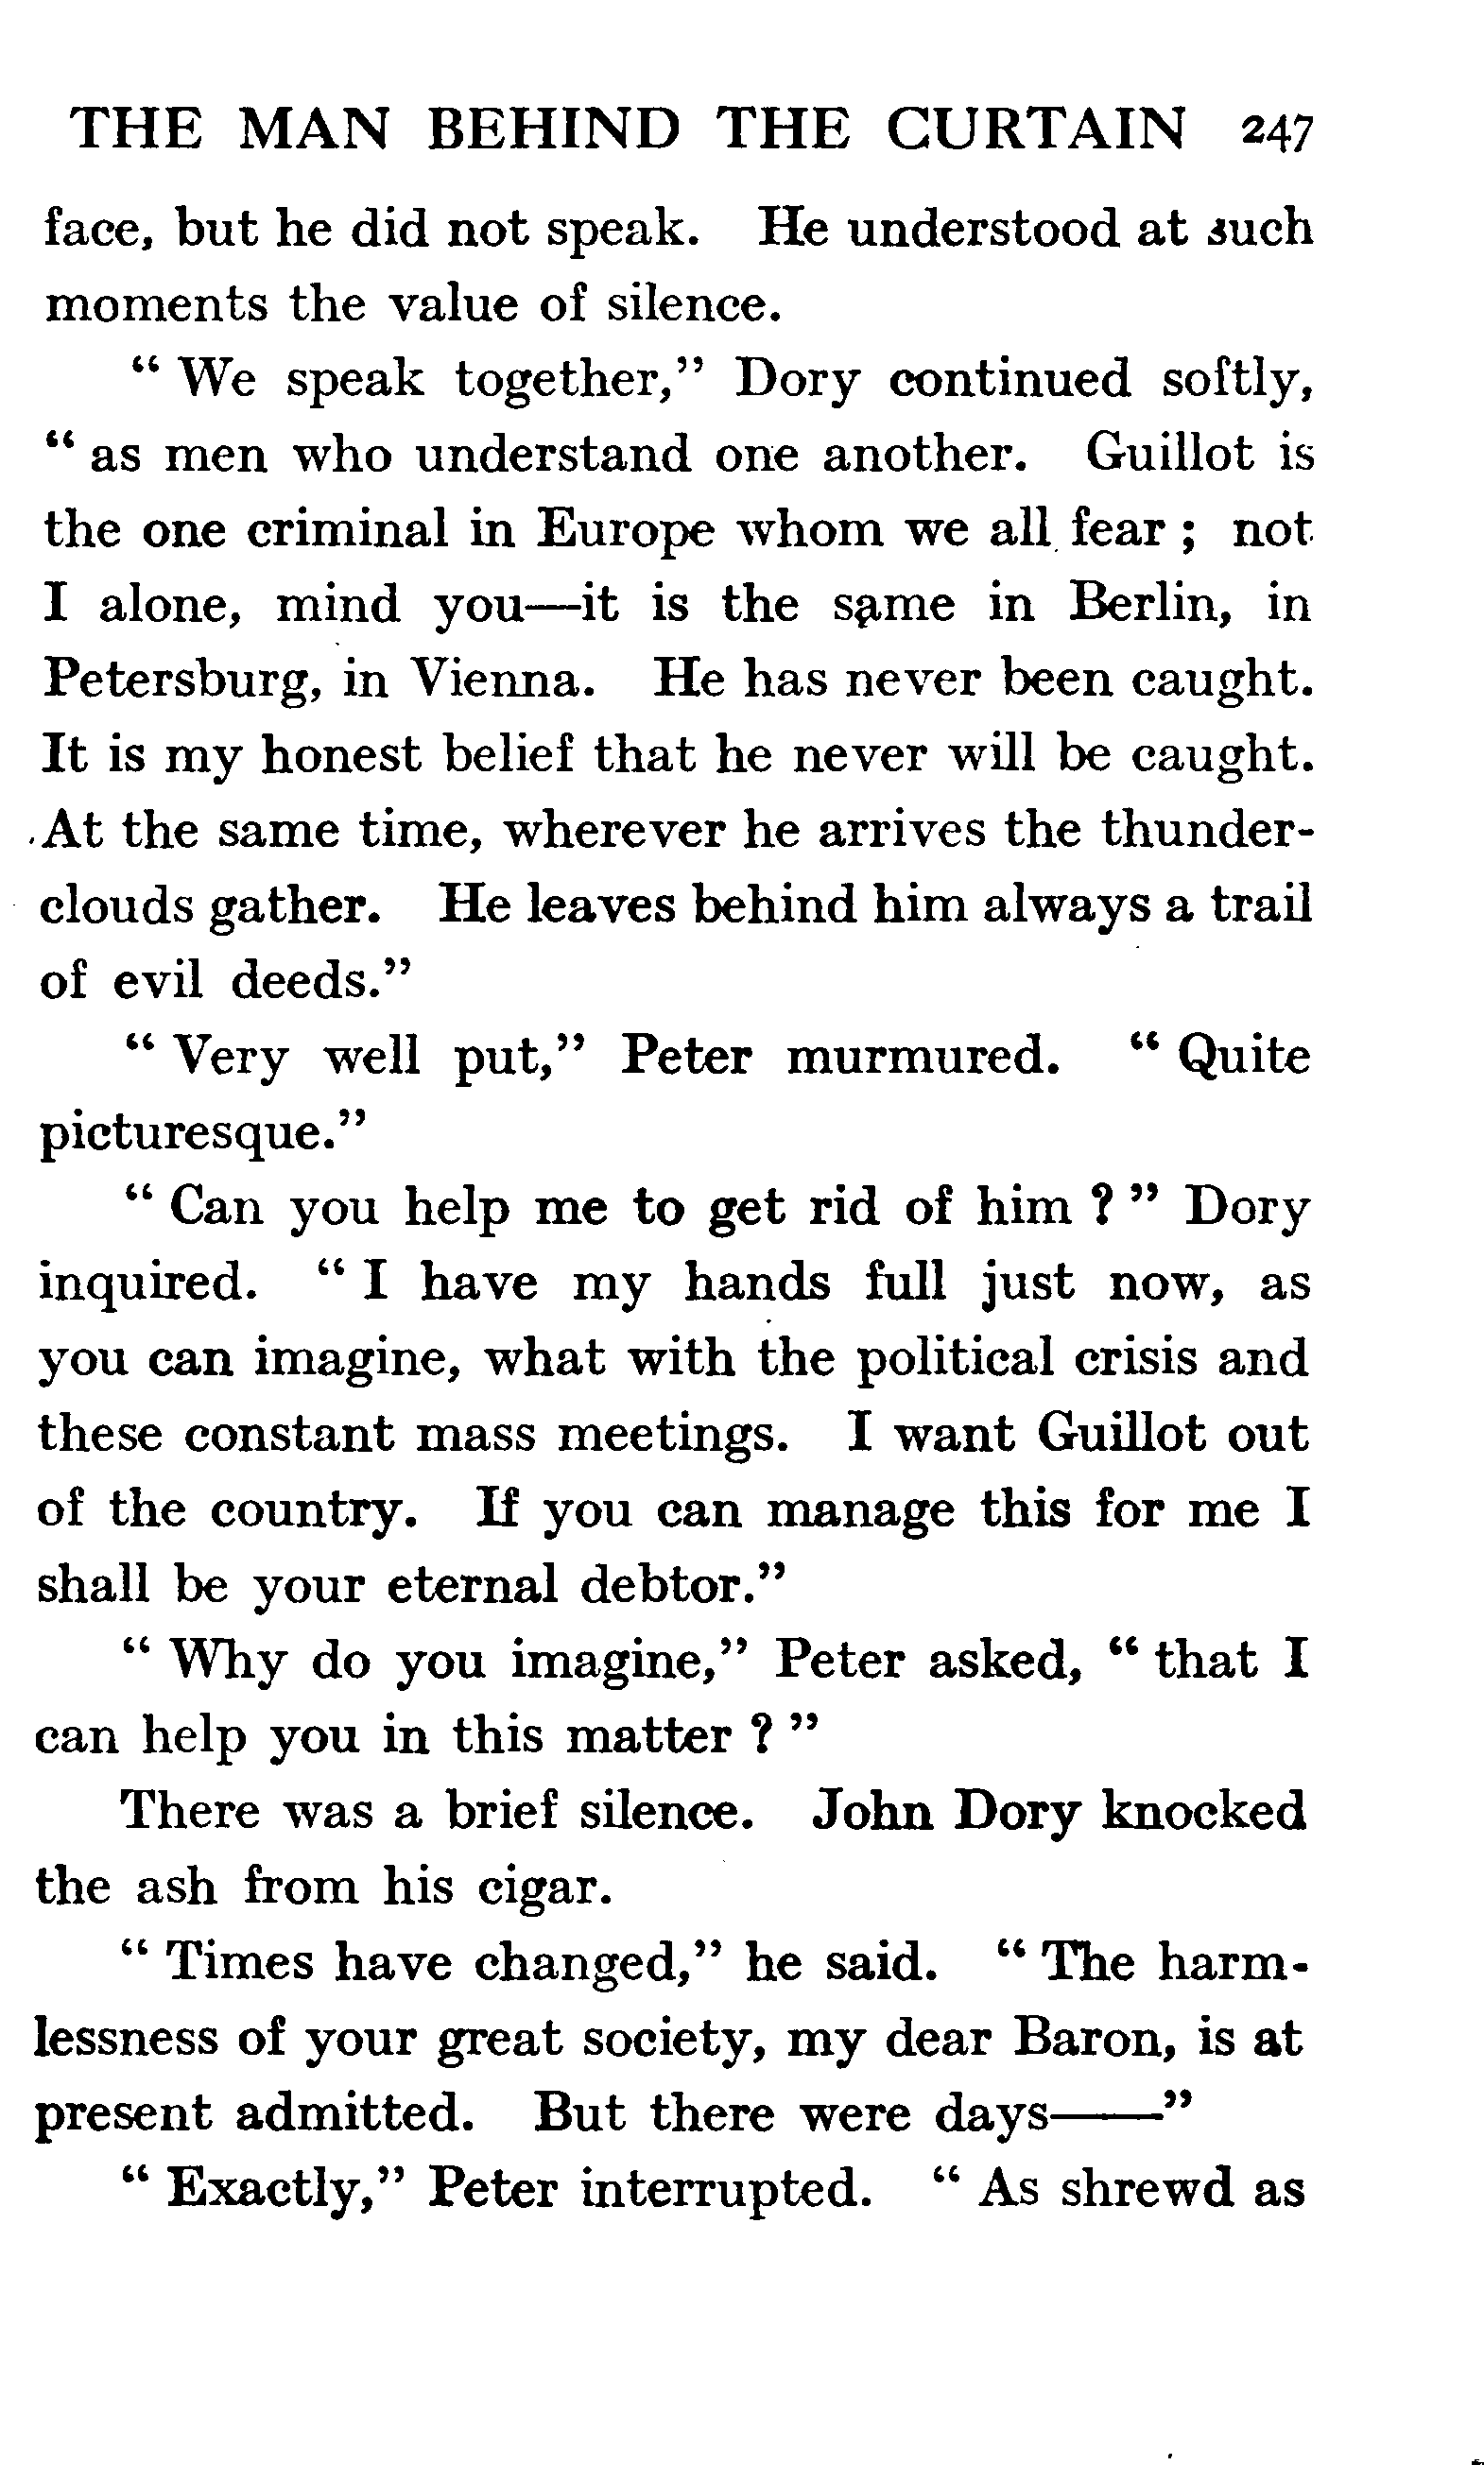 THE MAN BEHIND THE CURTAIN 247
face, but he did not speak. He understood at such
moments the value of silence.
“ We speak together,” Dory continued softly,
“ as men who understand one another. Guillot is
the one criminal in Europe whom we all fear ; not
I alone, mind you—it is the same in Berlin, in
Petersburg, in Vienna. He has never been caught.
It is my honest belief that he never will be caught.
At the same time, wherever he arrives the thunder-
clouds gather. He leaves behind him always a trail
of evil deeds.”
“ Very well put,” Peter murmured. “ Quite
picturesque.”
“ Can you help me to get rid of him ? ” Dory
inquired. “ I have my hands full just now, as
you can imagine, what with the political crisis and
these constant mass meetings. I want Guillot out
of the country. If you can manage this for me I
shall be your eternal debtor.”
“ Why do you imagine,” Peter asked, “ that I
can help you in this matter ? ”
There was a brief silence. John Dory knocked
the ash from his cigar.
“ Times have changed,” he said. “ The harm-
lessness of your great society, my dear Baron, is at
present admitted. But there were days——”
“ Exactly,” Peter interrupted. “ As shrewd as